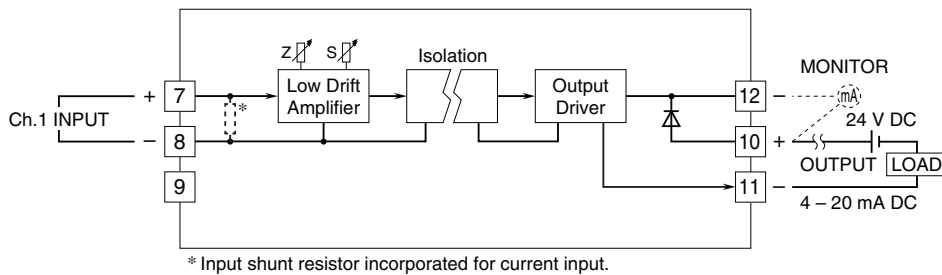 Isolation
Z
S
MONITOR
Ch.1 INPUT
+
7
*
Low Drift
Amplifier
Output
Driver
12
–
mA
24 V DC
–
8
10
+
OUTPUT
LOAD
9
11
–
4 – 20 mA DC
* Input shunt resistor incorporated for current input.